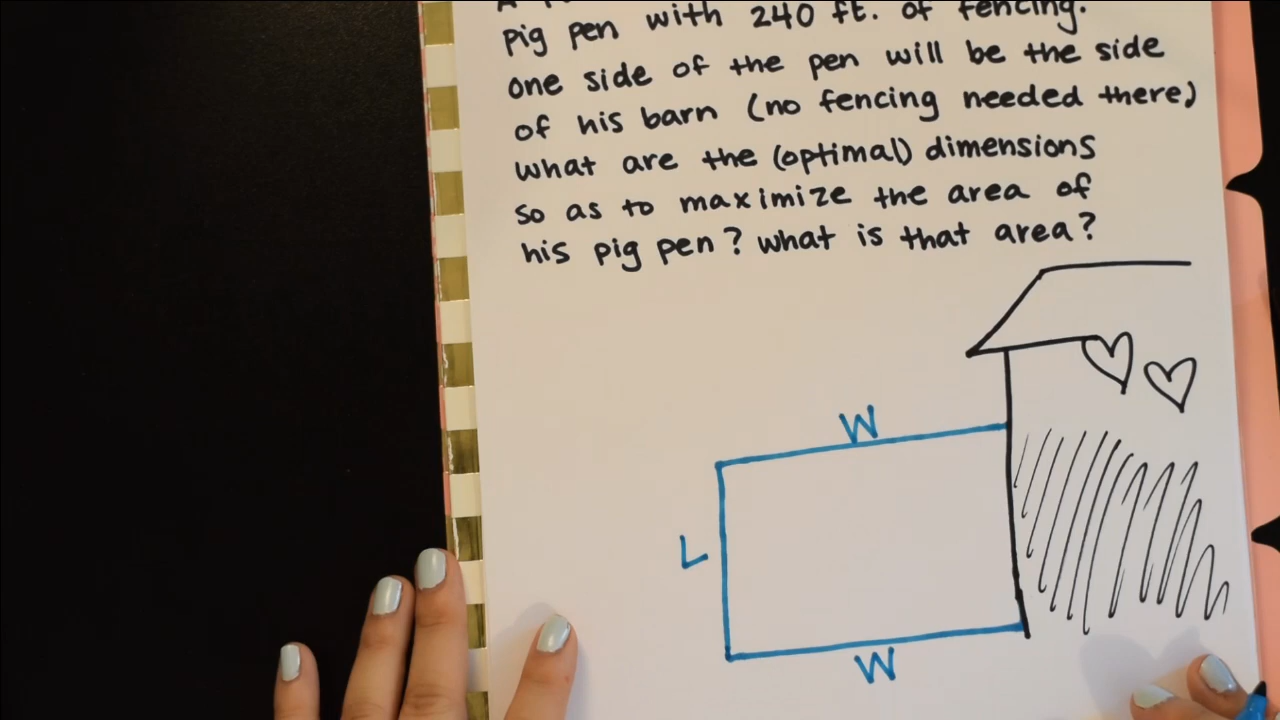 pig pen with 240 ft. of fencing.
one side of the pen will be the side
of his barn (no fencing needed there)
what are the (optimal) dimensions
so as to maximize the area of
his pig pen? what is that area?
W
L
W